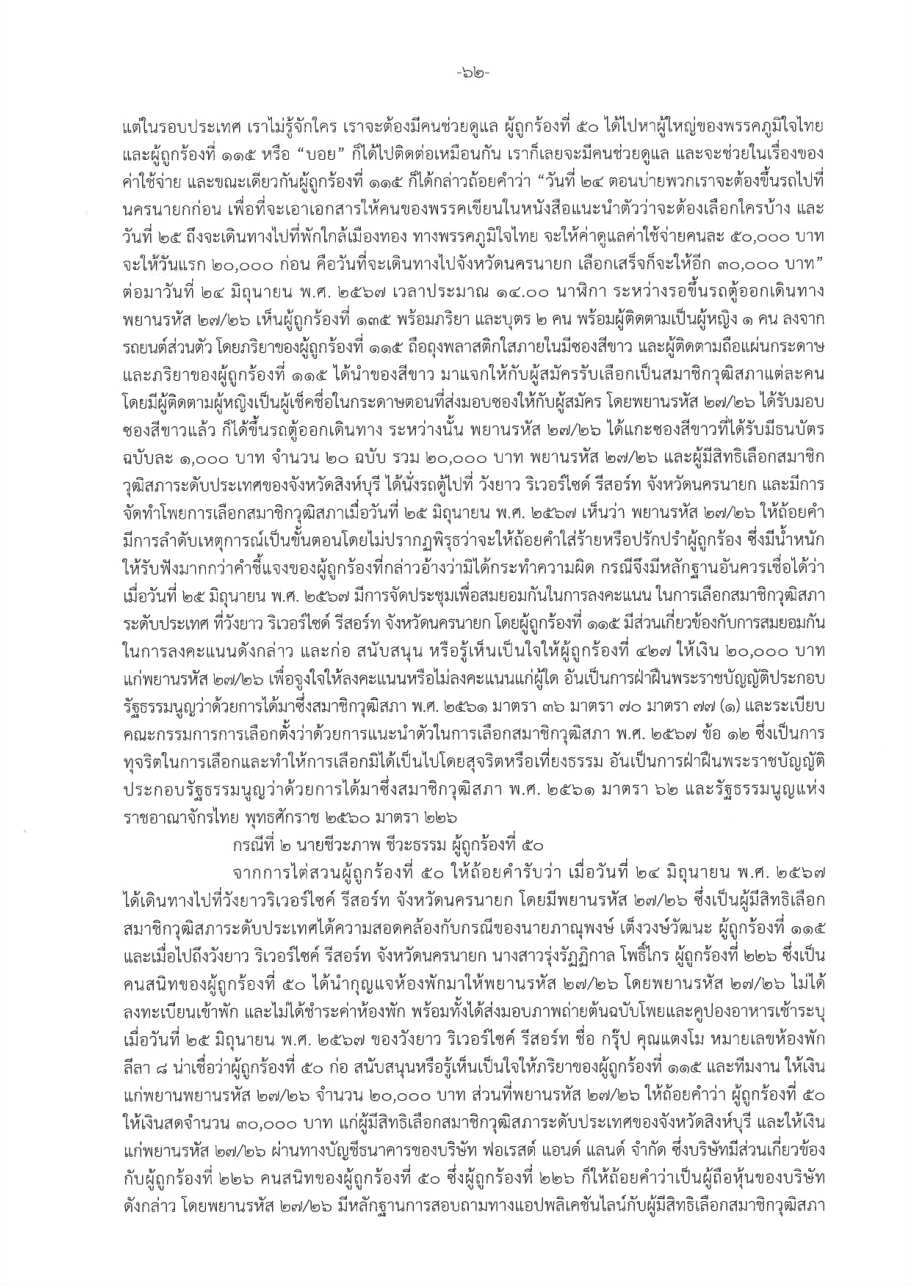 -๖๒-
แต่ในรอบประเทศ เราไม่รู้จักใคร เราจะต้องมีคนช่วยดูแล ผู้ถูกร้องที่ ๕๐ ได้ไปหาผู้ใหญ่ของพรรคภูมิใจไทย
และผู้ถูกร้องที่ ๑๑๕ หรือ “บอย” ก็ได้ไปติดต่อเหมือนกัน เราก็เลยจะมีคนช่วยดูแล และจะช่วยในเรื่องของ
ค่าใช้จ่าย และขณะเดียวกันผู้ถูกร้องที่ ๑๑๕ ก็ได้กล่าวถ้อยคำว่า “วันที่ ๒๔ ตอนบ่ายพวกเราจะต้องขึ้นรถไปที่
นครนายกก่อน เพื่อที่จะเอาเอกสารให้คนของพรรคเขียนในหนังสือแนะนำตัวว่าจะต้องเลือกใครบ้าง และ
วันที่ ๒๕ ถึงจะเดินทางไปที่พักใกล้เมืองทอง ทางพรรคภูมิใจไทย จะให้ค่าดูแลค่าใช้จ่ายคนละ ๕๐,๐๐๐ บาท
จะให้วันแรก ๒๐,๐๐๐ ก่อน คือวันที่จะเดินทางไปจังหวัดนครนายก เลือกเสร็จก็จะให้อีก ๓๐,๐๐๐ บาท”
ต่อมาวันที่ ๒๔ มิถุนายน พ.ศ. ๒๕๖๗ เวลาประมาณ ๑๔.๐๐ นาฬิกา ระหว่างรอขึ้นรถตู้ออกเดินทาง
พยานรหัส ๒๗/๒๖ เห็นผู้ถูกร้องที่ ๑๓๕ พร้อมภริยา และบุตร ๒ คน พร้อมผู้ติดตามเป็นผู้หญิง ๑ คน ลงจาก
รถยนต์ส่วนตัว โดยภริยาของผู้ถูกร้องที่ ๑๑๕ ถือถุงพลาสติกใสภายในมีซองสีขาว และผู้ติดตามถือแผ่นกระดาษ
และภริยาของผู้ถูกร้องที่ ๑๑๕ ได้นำของสีขาว มาแจกให้กับผู้สมัครรับเลือกเป็นสมาชิกวุฒิสภาแต่ละคน
โดยมีผู้ติดตามผู้หญิงเป็นผู้เช็คชื่อในกระดาษตอนที่ส่งมอบซองให้กับผู้สมัคร โดยพยานรหัส ๒๗/๒๖ ได้รับมอบ
ซองสีขาวแล้ว ก็ได้ขึ้นรถตู้ออกเดินทาง ระหว่างนั้น พยานรหัส ๒๗/๒๖ ได้แกะซองสีขาวที่ได้รับมีธนบัตร
ฉบับละ ๑,๐๐๐ บาท จำนวน ๒๐ ฉบับ รวม ๒๐,๐๐๐ บาท พยานรหัส ๒๗/๒๖ และผู้มีสิทธิเลือกสมาชิก
วุฒิสภาระดับประเทศของจังหวัดสิงห์บุรี ได้นั่งรถตู้ไปที่ วังยาว ริเวอร์ไซด์ รีสอร์ท จังหวัดนครนายก และมีการ
จัดทำโพยการเลือกสมาชิกวุฒิสภาเมื่อวันที่ ๒๕ มิถุนายน พ.ศ. ๒๕๖๗ เห็นว่า พยานรหัส ๒๗/๒๖ ให้ถ้อยคำ
มีการลำดับเหตุการณ์เป็นขั้นตอนโดยไม่ปรากฏพิรุธว่าจะให้ถ้อยคำใส่ร้ายหรือปรักปรำผู้ถูกร้อง ซึ่งมีน้ำหนัก
ให้รับฟังมากกว่าคำชี้แจงของผู้ถูกร้องที่กล่าวอ้างว่ามิได้กระทำความผิด กรณีจึงมีหลักฐานอันควรเชื่อได้ว่า
เมื่อวันที่ ๒๕ มิถุนายน พ.ศ. ๒๕๖๗ มีการจัดประชุมเพื่อสมยอมกันในการลงคะแนน ในการเลือกสมาชิกวุฒิสภา
ระดับประเทศ ที่วังยาว ริเวอร์ไซด์ รีสอร์ท จังหวัดนครนายก โดยผู้ถูกร้องที่ ๑๑๕ มีส่วนเกี่ยวข้องกับการสมยอมกัน
ในการลงคะแนนดังกล่าว และก่อ สนับสนุน หรือรู้เห็นเป็นใจให้ผู้ถูกร้องที่ ๔๒๗ ให้เงิน ๒๐,๐๐๐ บาท
แก่พยานรหัส ๒๗/๒๖ เพื่อจูงใจให้ลงคะแนนหรือไม่ลงคะแนนแก่ผู้ใด อันเป็นการฝ่าฝืนพระราชบัญญัติประกอบ
รัฐธรรมนูญว่าด้วยการได้มาซึ่งสมาชิกวุฒิสภา พ.ศ. ๒๕๖๑ มาตรา ๓๖ มาตรา ๗๐ มาตรา ๗๗ (๑) และระเบียบ
คณะกรรมการการเลือกตั้งว่าด้วยการแนะนำตัวในการเลือกสมาชิกวุฒิสภา พ.ศ. ๒๕๖๗ ข้อ ๑๒ ซึ่งเป็นการ
ทุจริตในการเลือกและทำให้การเลือกมิได้เป็นไปโดยสุจริตหรือเที่ยงธรรม อันเป็นการฝ่าฝืนพระราชบัญญัติ
ประกอบรัฐธรรมนูญว่าด้วยการได้มาซึ่งสมาชิกวุฒิสภา พ.ศ. ๒๕๖๑ มาตรา ๖๒ และรัฐธรรมนูญแห่ง
ราชอาณาจักรไทย พุทธศักราช ๒๕๖๐ มาตรา ๒๒๖
กรณีที่ ๒ นายชีวะภาพ ชีวะธรรม ผู้ถูกร้องที่ ๕๐
จากการไต่สวนผู้ถูกร้องที่ ๕๐ ให้ถ้อยคำรับว่า เมื่อวันที่ ๒๔ มิถุนายน พ.ศ. ๒๕๖๗
ได้เดินทางไปที่วังยาวริเวอร์ไซค์ รีสอร์ท จังหวัดนครนายก โดยมีพยานรหัส ๒๗/๒๖ ซึ่งเป็นผู้มีสิทธิเลือก
สมาชิกวุฒิสภาระดับประเทศได้ความสอดคล้องกับกรณีของนายภาณุพงษ์ เต็งวงษ์วัฒนะ ผู้ถูกร้องที่ ๑๑๕
และเมื่อไปถึงวังยาว ริเวอร์ไซค์ รีสอร์ท จังหวัดนครนายก นางสาวรุ่งรัฏฐิกาล โพธิ์ไกร ผู้ถูกร้องที่ ๒๒๖ ซึ่งเป็น
คนสนิทของผู้ถูกร้องที่ ๕๐ ได้นำกุญแจห้องพักมาให้พยานรหัส ๒๗/๒๖ โดยพยานรหัส ๒๗/๒๖ ไม่ได้
ลงทะเบียนเข้าพัก และไม่ได้ชำระค่าห้องพัก พร้อมทั้งได้ส่งมอบภาพถ่ายต้นฉบับโพยและคูปองอาหารเช้าระบุ
เมื่อวันที่ ๒๕ มิถุนายน พ.ศ. ๒๕๖๗ ของวังยาว ริเวอร์ไซค์ รีสอร์ท ชื่อ กรุ๊ป คุณแตงโม หมายเลขห้องพัก
ลีลา ๘ น่าเชื่อว่าผู้ถูกร้องที่ ๕๐ ก่อ สนับสนุนหรือรู้เห็นเป็นใจให้ภริยาของผู้ถูกร้องที่ ๑๑๕ และทีมงาน ให้เงิน
แก่พยานพยานรหัส ๒๗/๒๖ จำนวน ๒๐,๐๐๐ บาท ส่วนที่พยานรหัส ๒๗/๒๖ ให้ถ้อยคำว่า ผู้ถูกร้องที่ ๕๐
ให้เงินสดจำนวน ๓๐,๐๐๐ บาท แก่ผู้มีสิทธิเลือกสมาชิกวุฒิสภาระดับประเทศของจังหวัดสิงห์บุรี และให้เงิน
แก่พยานรหัส ๒๗/๒๖ ผ่านทางบัญชีธนาคารของบริษัท ฟอเรสต์ แอนด์ แลนด์ จำกัด ซึ่งบริษัทมีส่วนเกี่ยวข้อง
กับผู้ถูกร้องที่ ๒๒๖ คนสนิทของผู้ถูกร้องที่ ๕๐ ซึ่งผู้ถูกร้องที่ ๒๒๖ ก็ให้ถ้อยคำว่าเป็นผู้ถือหุ้นของบริษัท
ดังกล่าว โดยพยานรหัส ๒๗/๒๖ มีหลักฐานการสอบถามทางแอปพลิเคชันไลน์กับผู้มีสิทธิเลือกสมาชิกวุฒิสภา